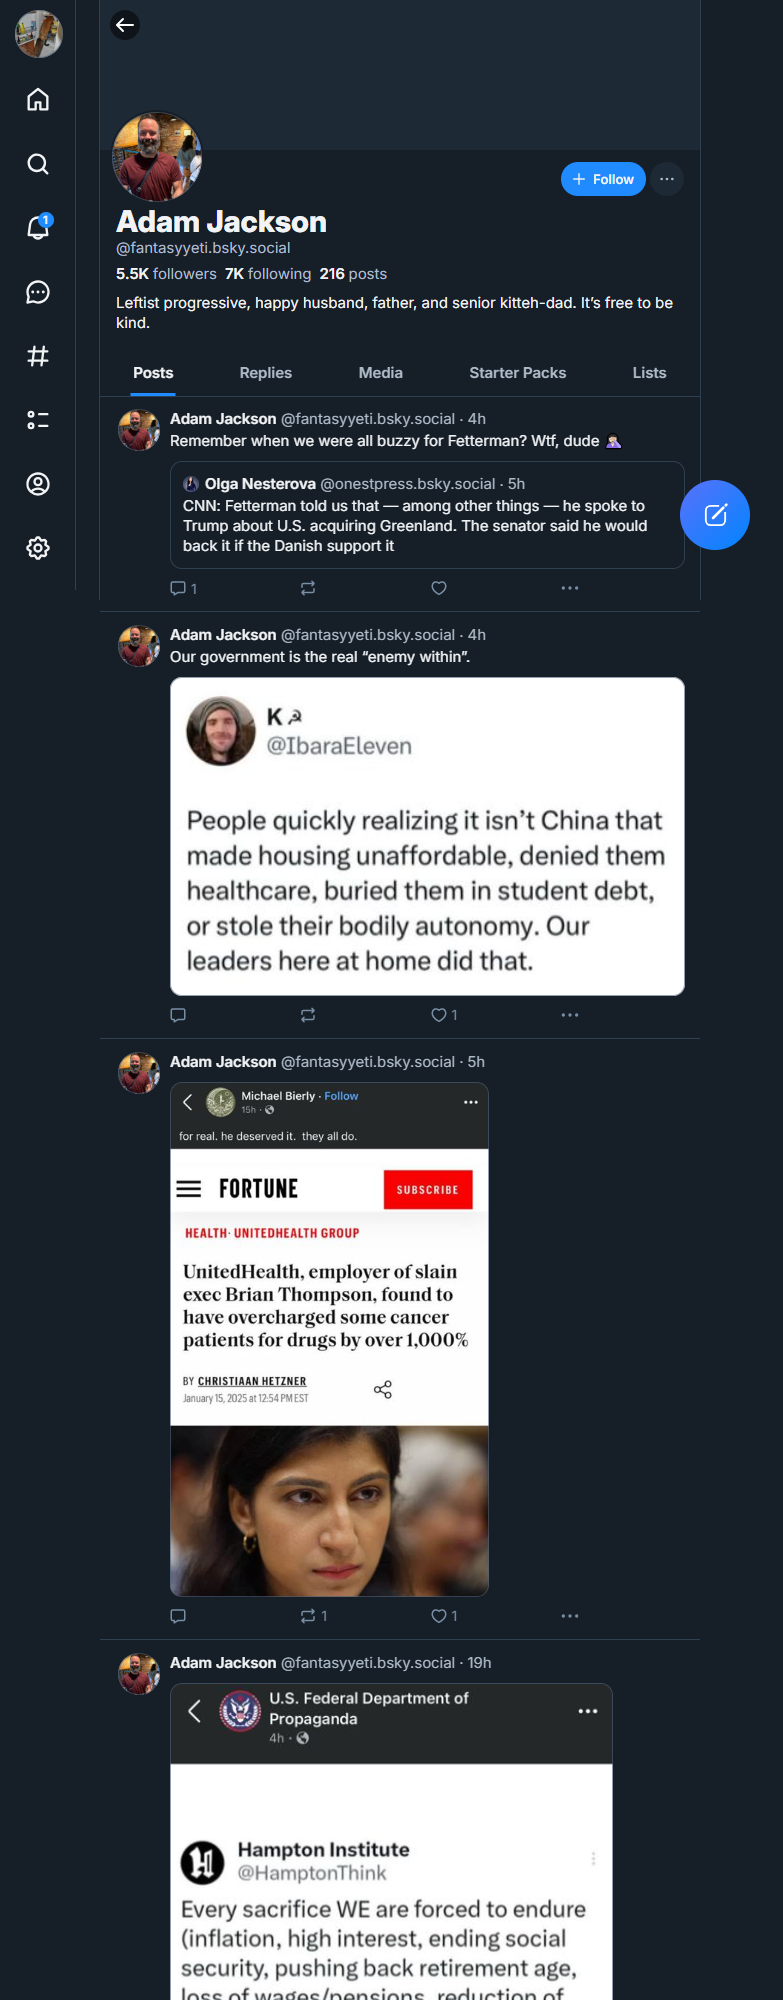 Follow
Adam Jackson
@fantasyyeti.bsky.social
5.5K followers 7K following 216 posts
Leftist progressive, happy husband, father, and senior kitteh-dad. It’s free to be
kind.
Posts Replies Media Starter Packs Lists
Adam Jackson @fantasyyeti.bsky.social · 4h
Remember when we were all buzzy for Fetterman? Wtf, dude 🤦🏻
Olga Nesterova @onestpress.bsky.social · 5h
CNN: Fetterman told us that — among other things — he spoke to
Trump about U.S. acquiring Greenland. The senator said he would
back it if the Danish support it
1
1
Adam Jackson @fantasyyeti.bsky.social · 4h
Our government is the real “enemy within”.
K ☭
@IbaraEleven
People quickly realizing it isn’t China that
made housing unaffordable, denied them
healthcare, buried them in student debt,
or stole their bodily autonomy. Our
leaders here at home did that.
1
Adam Jackson @fantasyyeti.bsky.social · 5h
Michael Bierly · Follow
15h ·
for real. he deserved it. they all do.
FORTUNE
SUBSCRIBE
HEALTH· UNITEDHEALTH GROUP
UnitedHealth, employer of slain
exec Brian Thompson, found to
have overcharged some cancer
patients for drugs by over 1,000%
BY CHRISTIAAN HETZNER
January 15, 2025 at 12:54 PM EST
1 1
Adam Jackson @fantasyyeti.bsky.social · 19h
U.S. Federal Department of
Propaganda
4h ·
Hampton Institute
@HamptonThink
Every sacrifice WE are forced to endure
(inflation, high interest, ending social
security, pushing back retirement age,
loss of wages/pensions, reduction of